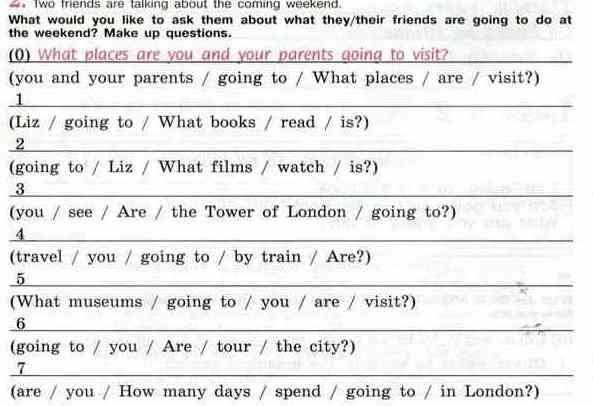 2. Two friends are talking about the coming weekend.
What would you like to ask them about what they/their friends are going to do at
the weekend? Make up questions.
(0) What places are you and your parents going to visit?
(you and your parents / going to / What places / are / visit?)
1
(Liz / going to / What books / read / is?)
2
(going to / Liz / What films / watch / is?)
3
(you / see / Are / the Tower of London / going to?)
4
(travel / you / going to / by train / Are?)
5
(What museums / going to / you / are / visit?)
6
(going to / you / Are / tour / the city?)
7
(are / you / How many days / spend / going to / in London?)